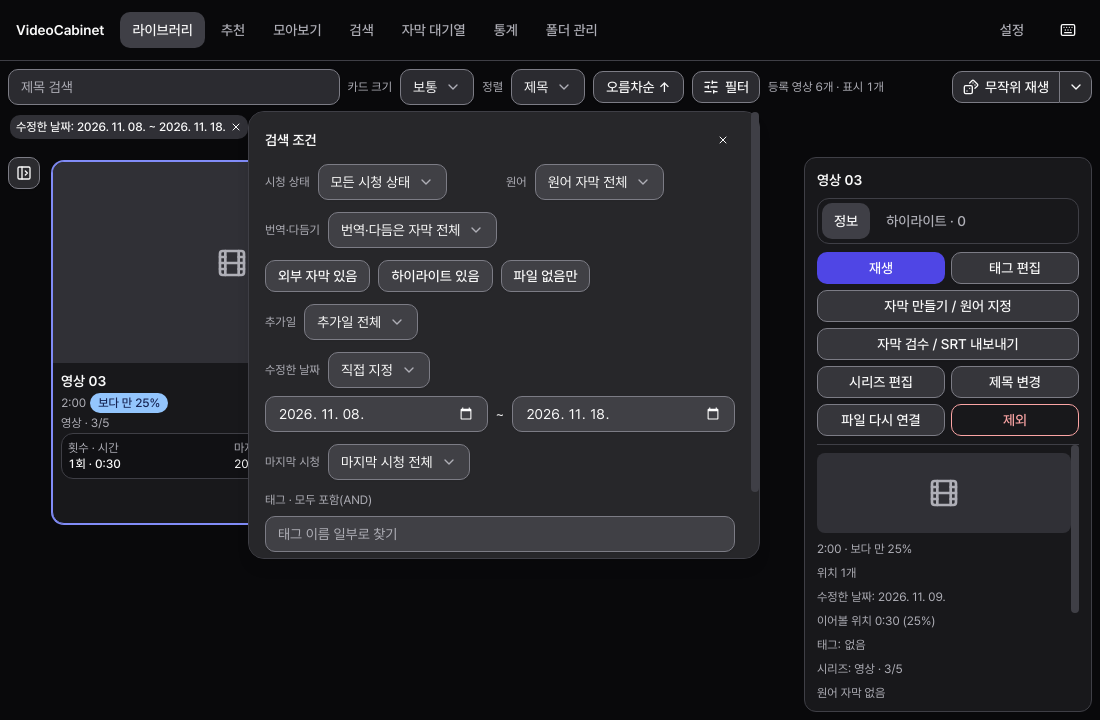 VideoCabinet 라이브러리 추천 모아보기 검색 자막 대기열 통계 폴더 관리 설정
제목 검색 카드 크기 보통 정렬 제목 오름차순 ↑ 필터 등록 영상 6개 · 표시 1개 무작위 재생
수정한 날짜: 2026. 11. 08. ~ 2026. 11. 18. ×
영상 03
2:00 보다 만 25%
영상 · 3/5
횟수 · 시간
1회 · 0:30
20
검색 조건 ×
시청 상태 모든 시청 상태 원어 원어 자막 전체
번역·다듬기 번역·다듬은 자막 전체
외부 자막 있음 하이라이트 있음 파일 없음만
추가일 추가일 전체
수정한 날짜 직접 지정
2026. 11. 08. ~ 2026. 11. 18.
마지막 시청 마지막 시청 전체
태그 · 모두 포함(AND)
태그 이름 일부로 찾기
영상 03
정보 하이라이트 · 0
재생 태그 편집
자막 만들기 / 원어 지정
자막 검수 / SRT 내보내기
시리즈 편집 제목 변경
파일 다시 연결 제외
2:00 · 보다 만 25%
위치 1개
수정한 날짜: 2026. 11. 09.
이어볼 위치 0:30 (25%)
태그: 없음
시리즈: 영상 · 3/5
원어 자막 없음